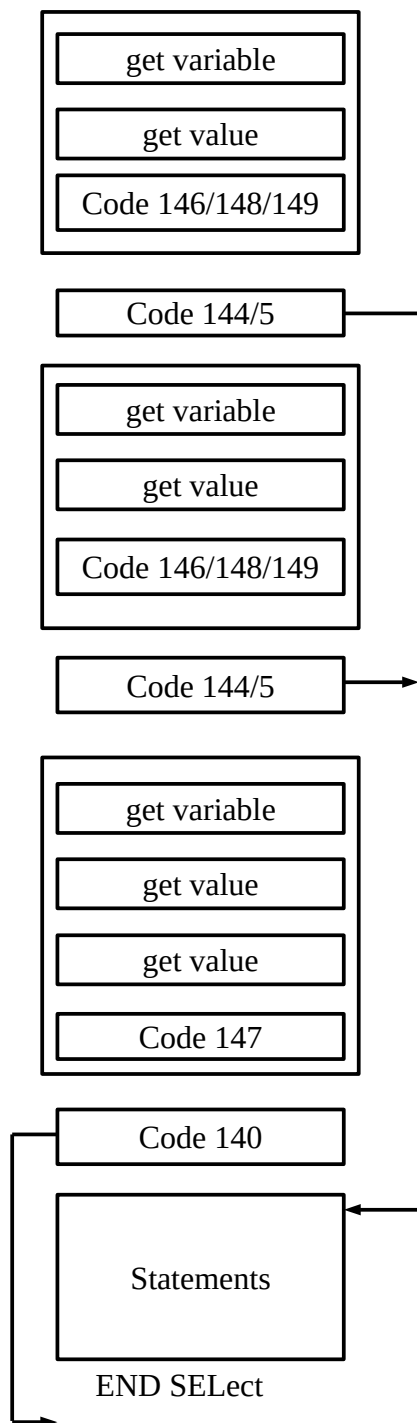 get variable
get value
Code 146/148/149
Code 144/5
get variable
get value
Code 146/148/149
Code 144/5
get variable
get value
get value
Code 147
Code 140
Statements
END SELect